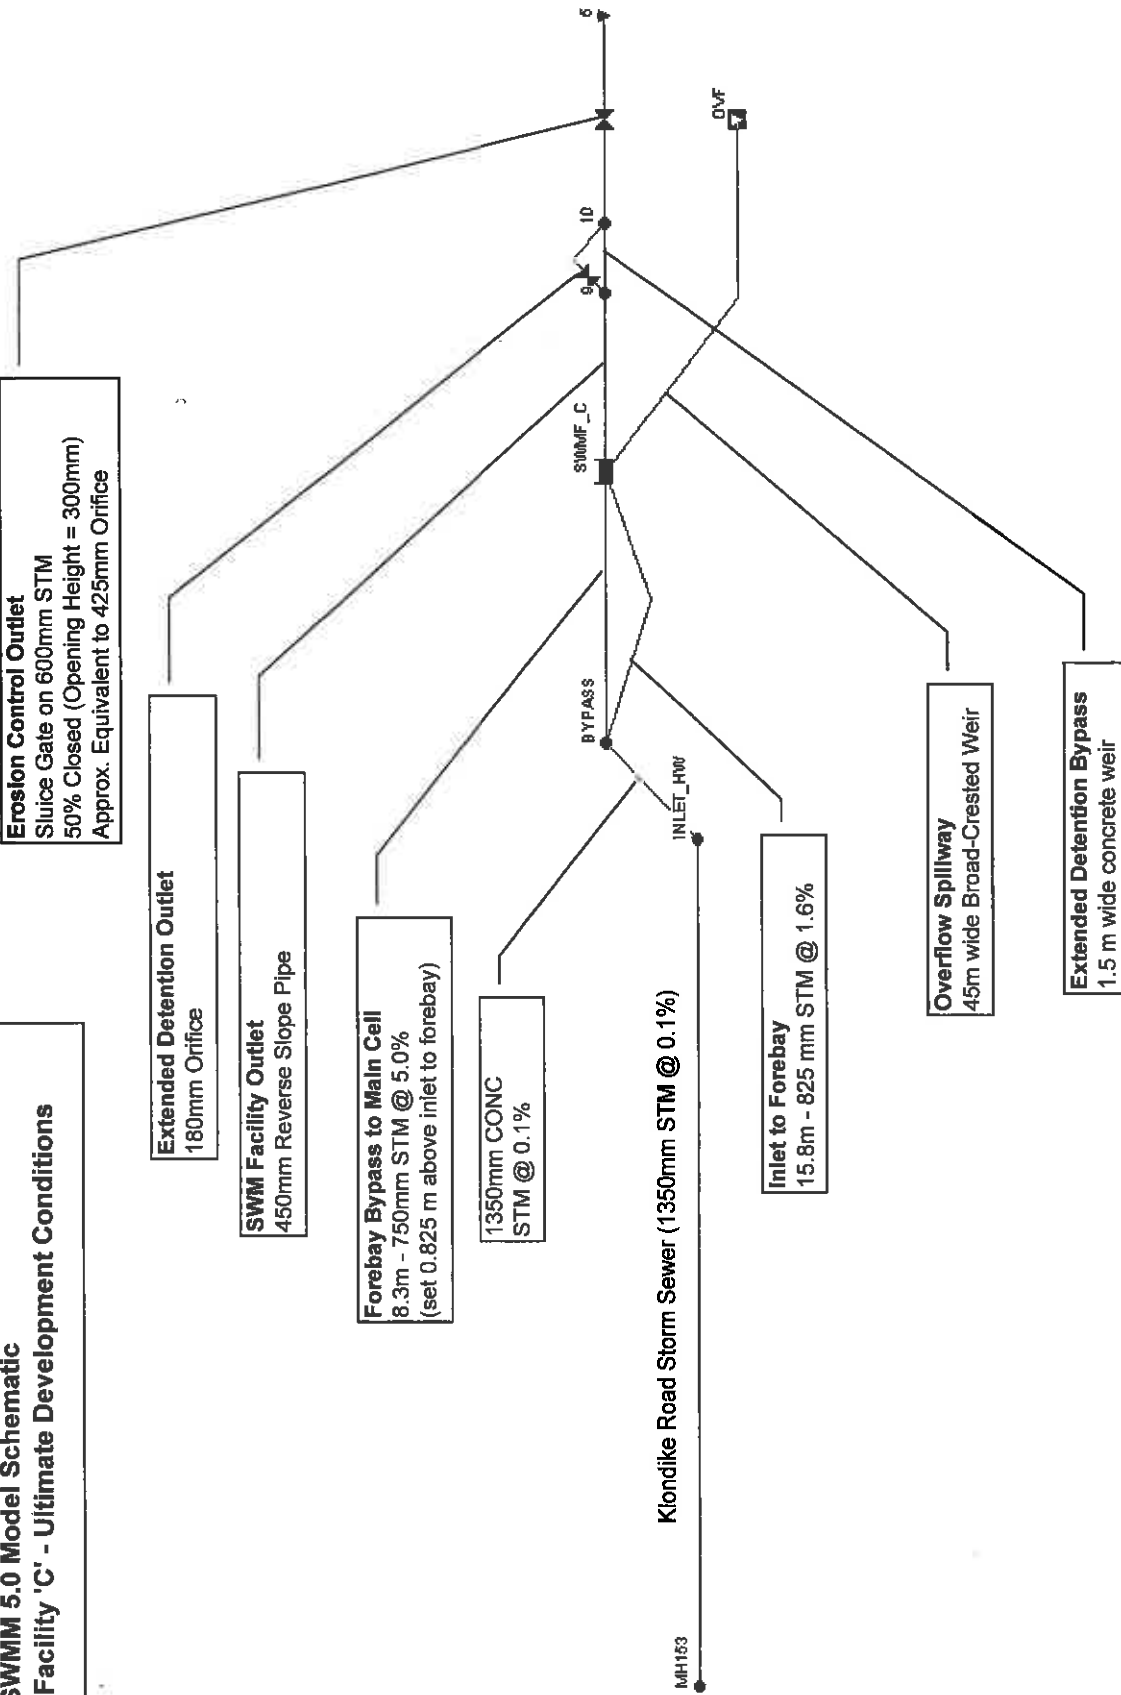 SWMM 5.0 Model Schematic
Facility 'C' - Ultimate Development Conditions
Erosion Control Outlet
Sluice Gate on 600mm STM
50% Closed (Opening Height = 300mm)
Approx. Equivalent to 425mm Orifice
Extended Detention Outlet
180mm Orifice
SWM Facility Outlet
450mm Reverse Slope Pipe
Forebay Bypass to Main Cell
8.3m - 750mm STM @ 5.0%
(set 0.825 m above inlet to forebay)
1350mm CONC
STM @ 0.1%
Klondike Road Storm Sewer (1350mm STM @ 0.1%)
MH153
INLET_HW
BYPASS
SWMF_C
9
10
OVF
Inlet to Forebay
15.8m - 825 mm STM @ 1.6%
Overflow Spillway
45m wide Broad-Crested Weir
Extended Detention Bypass
1.5 m wide concrete weir